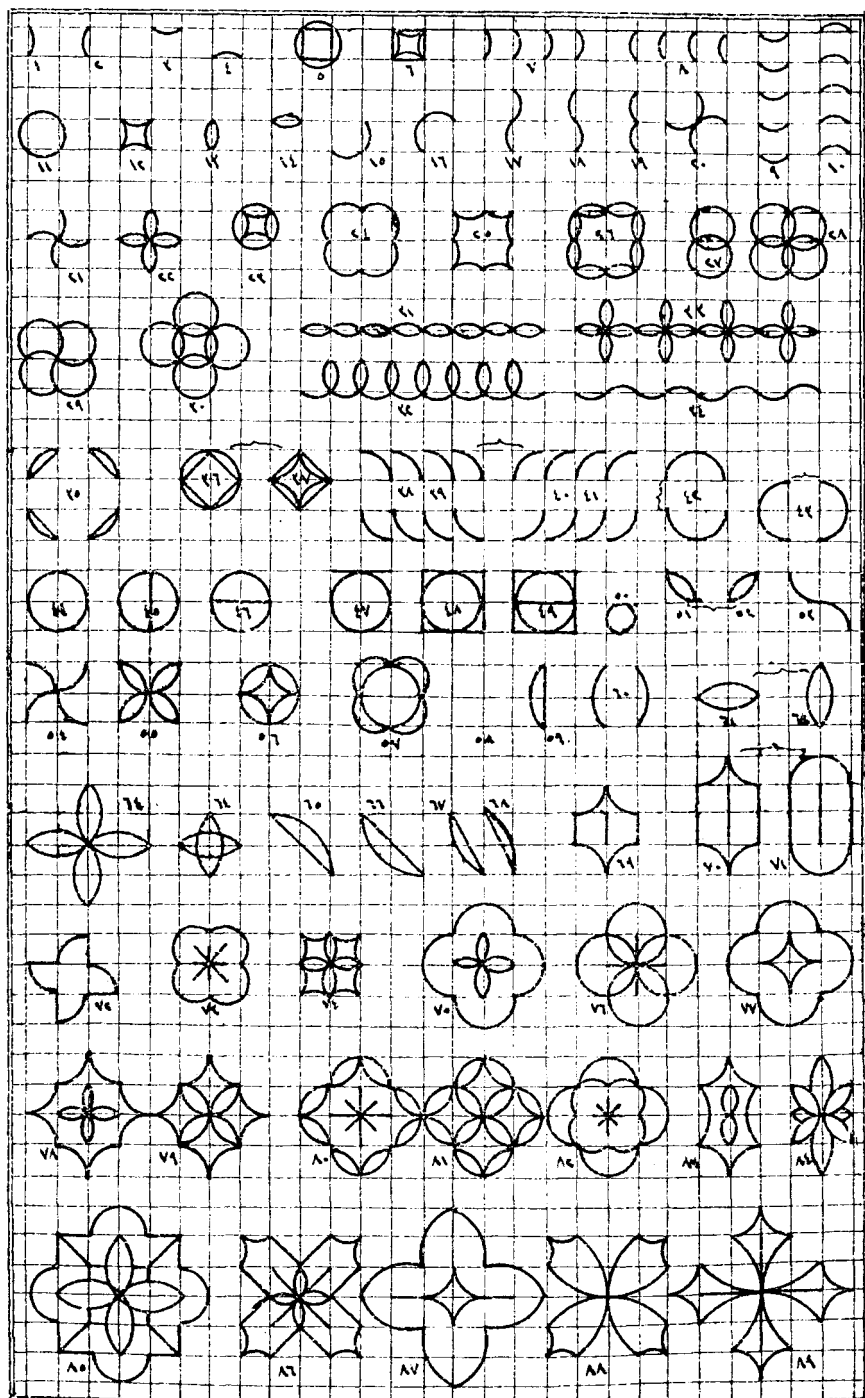 ١ ٢ ٣ ٤ ٥ ٦ ٧ ٨
١١ ١٢ ١٣ ١٤ ١٥ ١٦ ١٧ ١٨ ١٩ ٢٠ ٩ ١٠
٢١ ٢٢ ٢٣ ٢٤ ٢٥ ٢٦ ٢٧ ٢٨
٢٩ ٣٠ ٣١ ٣٢ ٣٣ ٣٤
٣٥ ٣٦ ٣٧ ٣٨ ٣٩ ٤٠ ٤١ ٤٢ ٤٣
٤٤ ٤٥ ٤٦ ٤٧ ٤٨ ٤٩ ٥٠ ٥١ ٥٢ ٥٣
٥٤ ٥٥ ٥٦ ٥٧ ٥٨ ٥٩ ٦٠ ٦١ ٦٢
٦٣ ٦٤ ٦٥ ٦٦ ٦٧ ٦٨ ٦٩ ٧٠ ٧١
٧٢ ٧٣ ٧٤ ٧٥ ٧٦ ٧٧
٧٨ ٧٩ ٨٠ ٨١ ٨٢ ٨٣ ٨٤
٨٥ ٨٦ ٨٧ ٨٨ ٨٩